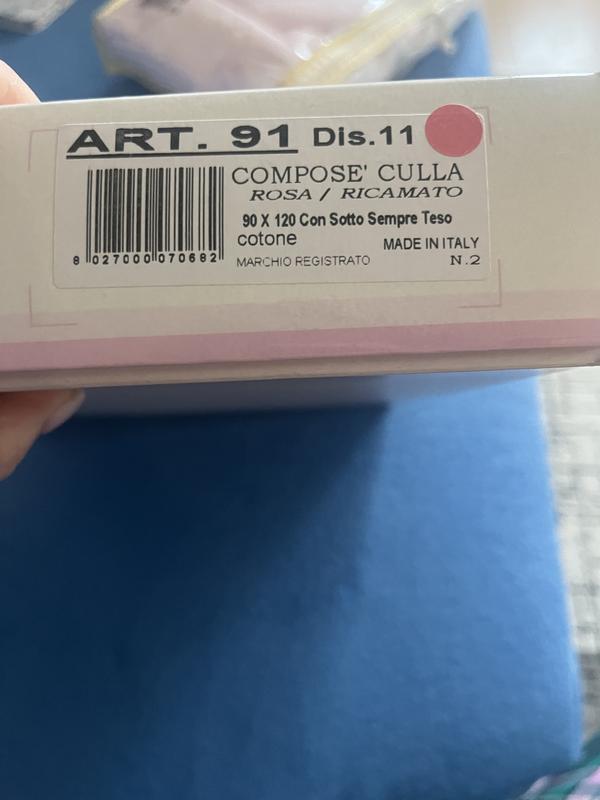 ART. 91 Dis.11
COMPOSE' CULLA
ROSA / RICAMATO
90 X 120 Con Sotto Sempre Teso
cotone
MADE IN ITALY
8 027000 070682
MARCHIO REGISTRATO
N.2